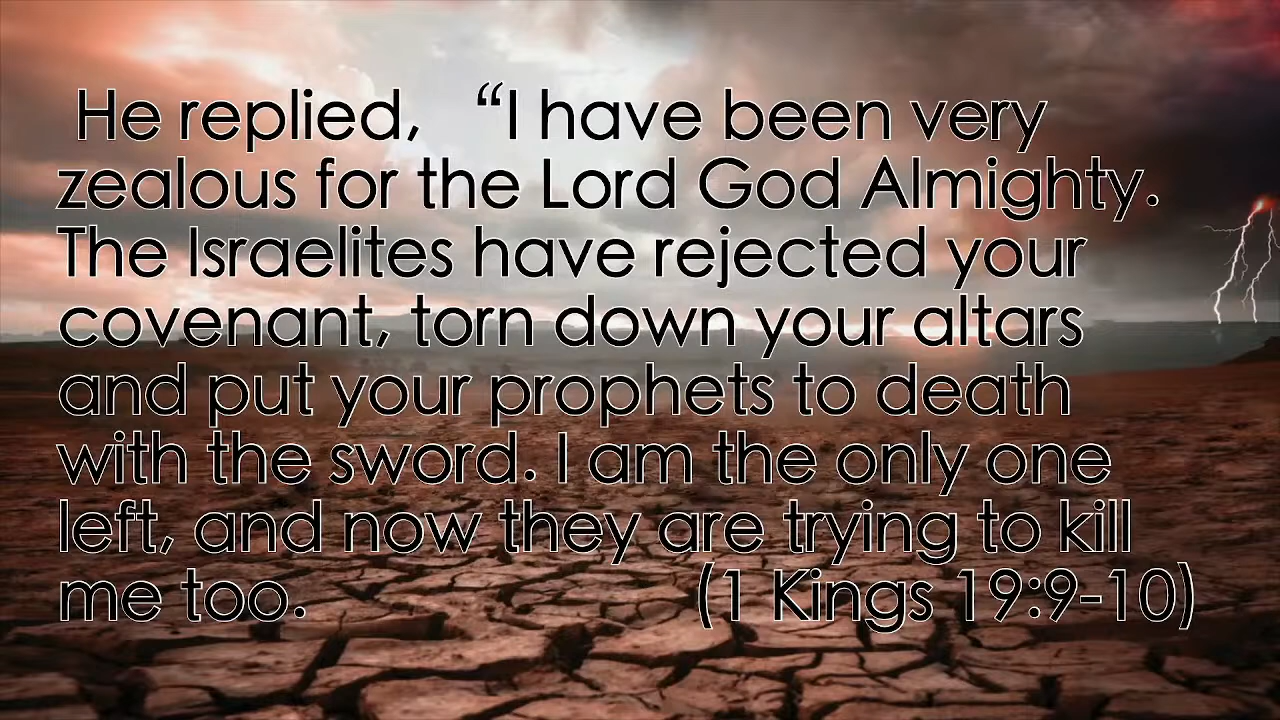 He replied, “I have been very
zealous for the Lord God Almighty.
The Israelites have rejected your
covenant, torn down your altars
and put your prophets to death
with the sword. I am the only one
left, and now they are trying to kill
me too. (1 Kings 19:9-10)